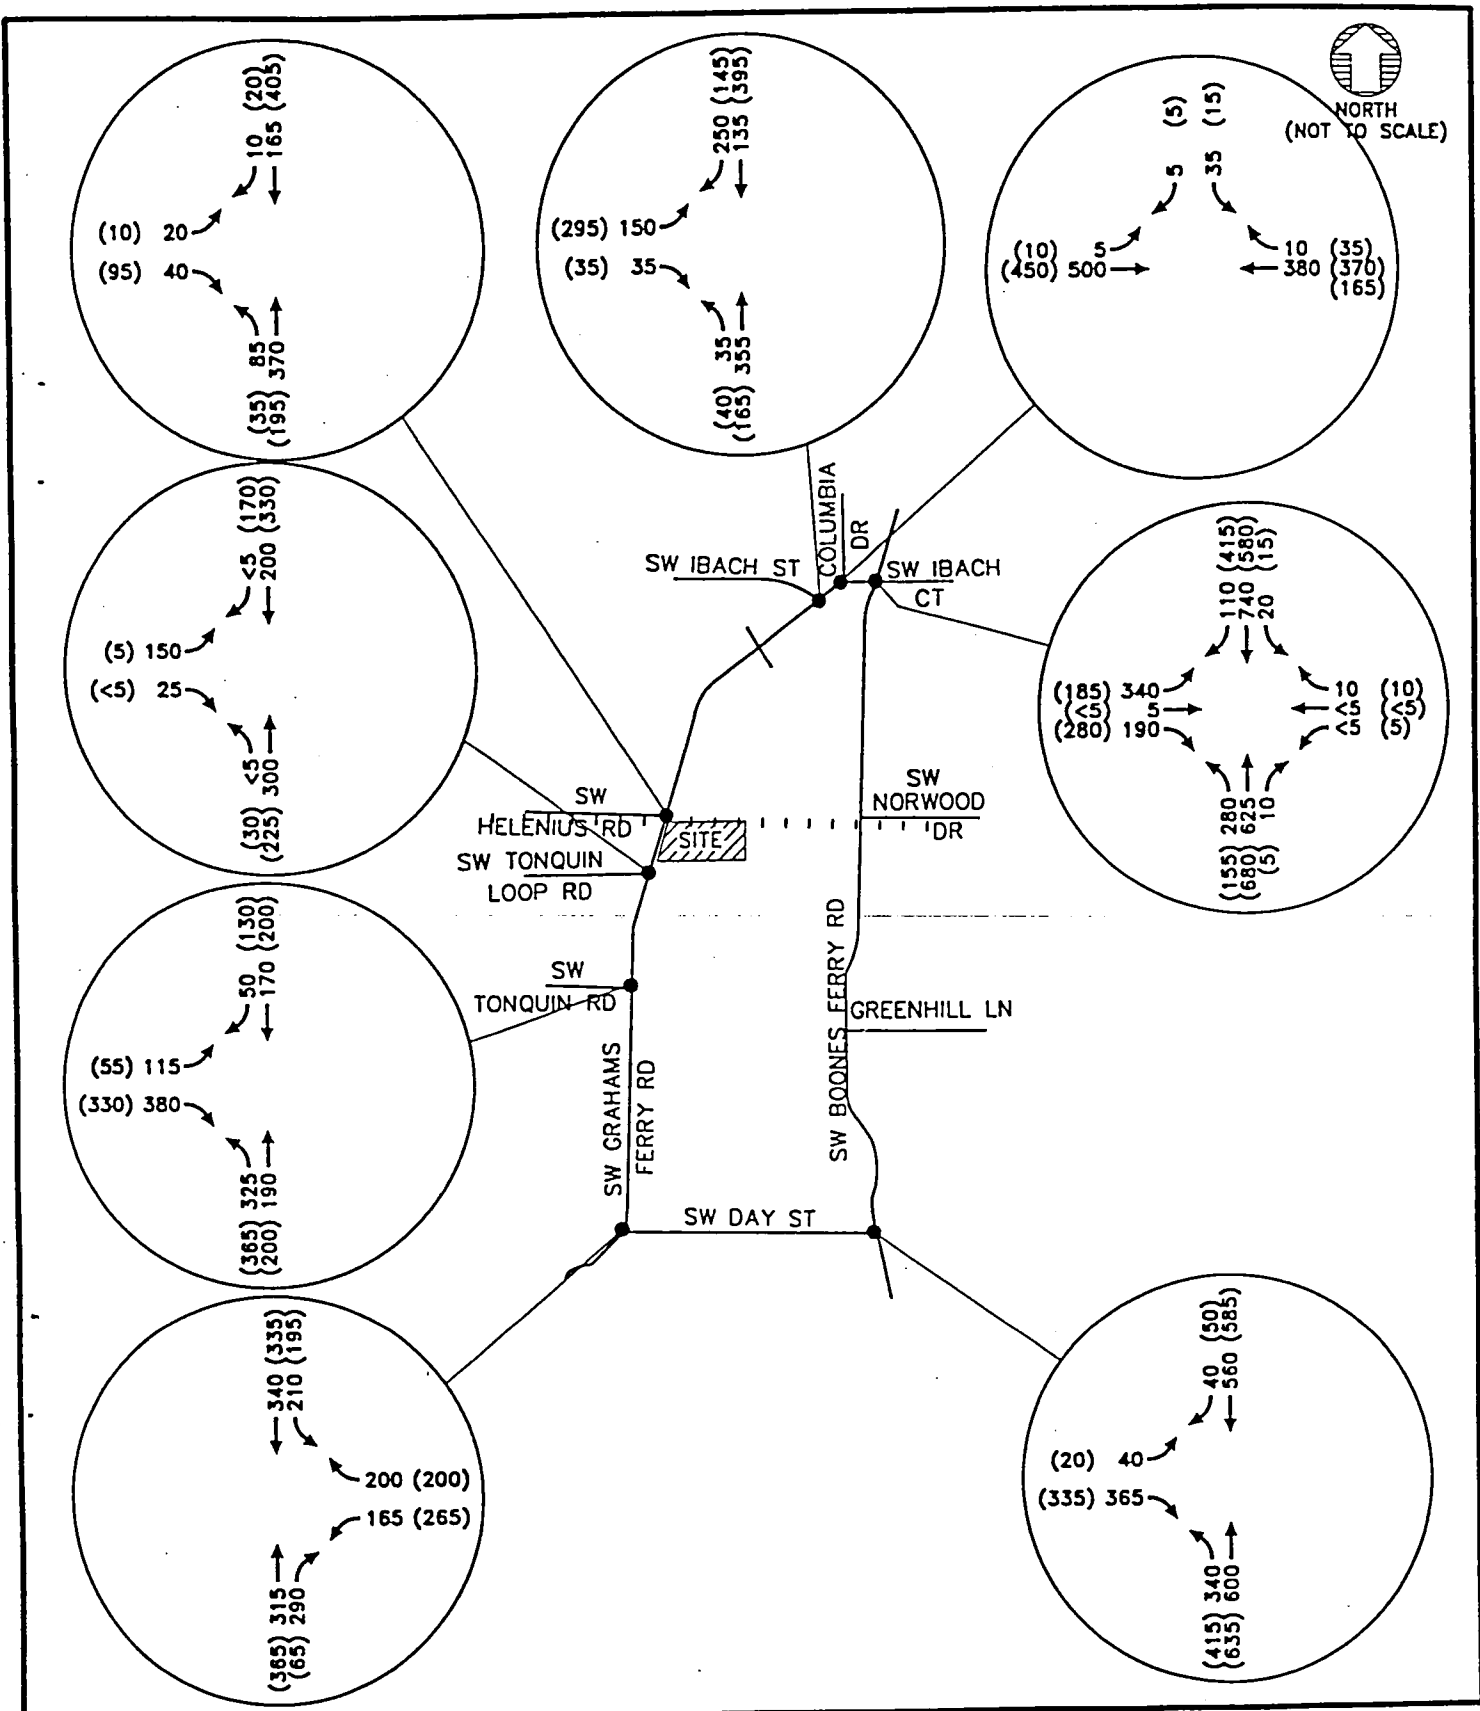 NORTH
(NOT TO SCALE)
10 (20)
165 (405)
(10) 20
(95) 40
(35) 85
(195) 370
250 (145)
135 (395)
(295) 150
(35) 35
(40) 35
(165) 355
5 (5)
35 (15)
(10) 5
(450) 500
10 (35)
380 (370)
(165)
<5 (170)
200 (330)
(5) 150
(<5) 25
(30) <5
(225) 300
110 (415)
740 (580)
20 (15)
(185) 340
(<5) 5
(280) 190
10 (10)
<5 (<5)
<5 (5)
(155) 280
(680) 625
(5) 10
COLUMBIA
DR
SW IBACH ST
SW IBACH
CT
SW
HELENIUS RD
SITE
SW
NORWOOD
DR
SW TONQUIN
LOOP RD
SW
TONQUIN RD
SW GRAHAMS
FERRY RD
SW BOONES FERRY RD
GREENHILL LN
SW DAY ST
50 (130)
170 (200)
(55) 115
(330) 380
(365) 325
(200) 190
340 (335)
210 (195)
200 (200)
165 (265)
(365) 315
(65) 290
40 (50)
560 (585)
(20) 40
(335) 365
(415) 340
(635) 600